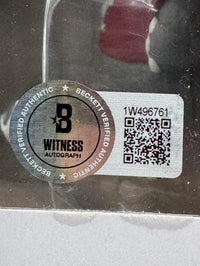 BECKETT VERIFIED AUTHENTIC
B
WITNESS
AUTOGRAPH
BECKETT VERIFIED AUTHENTIC
1W496761